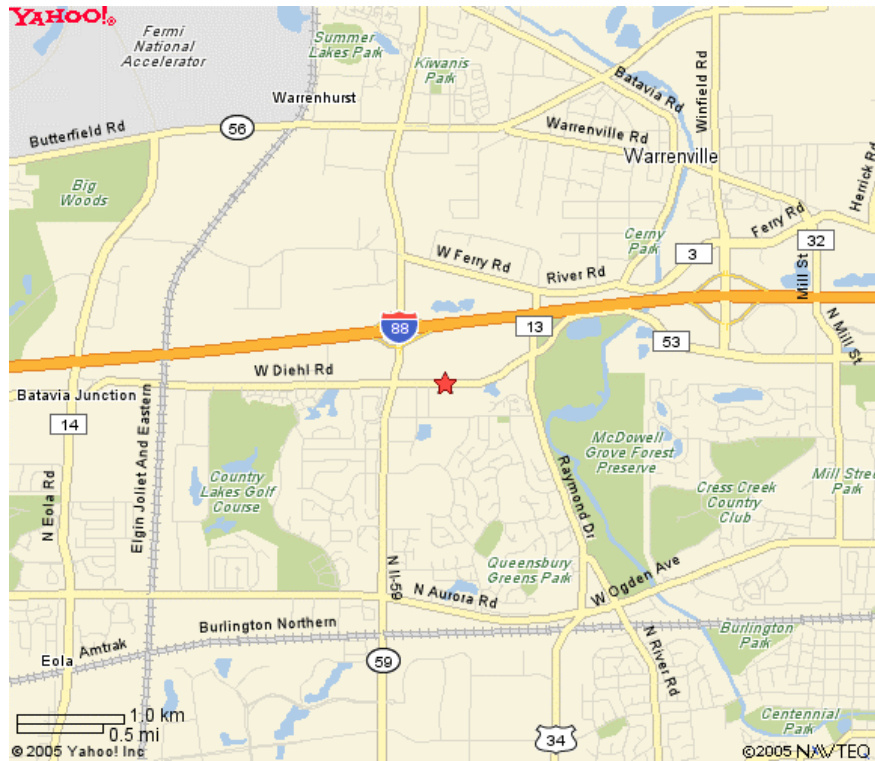 YAHOO!®
Fermi
National
Accelerator
Summer
Lakes Park
Kiwanis
Park
Warrenhurst
Batavia Rd
Winfield Rd
Butterfield Rd
56
Warrenville Rd
Warrenville
Herrick Rd
Big
Woods
Cerny
Park
Ferry Rd
32
W Ferry Rd
River Rd
3
Mill St
88
13
53
N Mill St
W Diehl Rd
Batavia Junction
14
Elgin Joliet And Eastern
N Eola Rd
Country
Lakes Golf
Course
McDowell
Grove Forest
Preserve
Raymond Dr
Cress Creek
Country
Club
Mill Street
Park
N Il-59
Queensbury
Greens Park
N Aurora Rd
W Ogden Ave
Burlington Northern
Amtrak
Eola
59
N River Rd
Burlington
Park
34
Centennial
Park
1.0 km
0.5 mi
© 2005 Yahoo! Inc
©2005 NAVTEQ